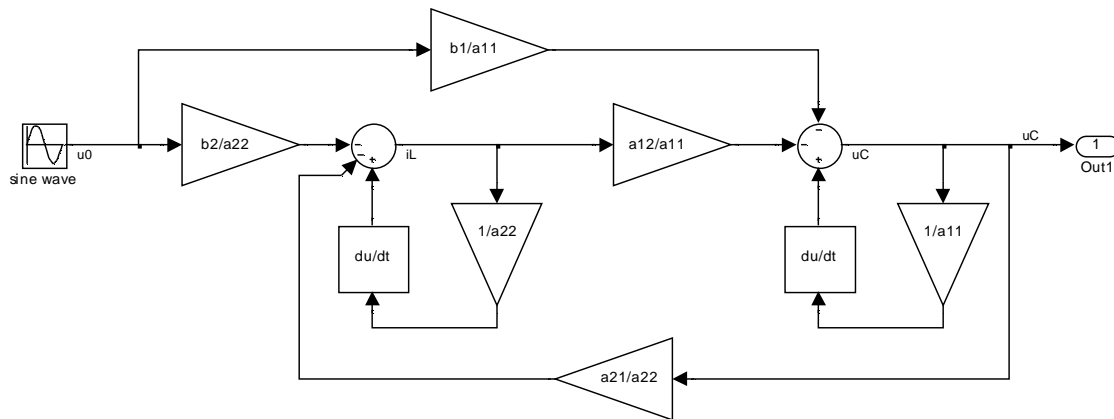 b1/a11
u0
sine wave
b2/a22
-
-
+
iL
a12/a11
-
-
+
uC
uC
1
Out1
1/a22
du/dt
1/a11
du/dt
a21/a22